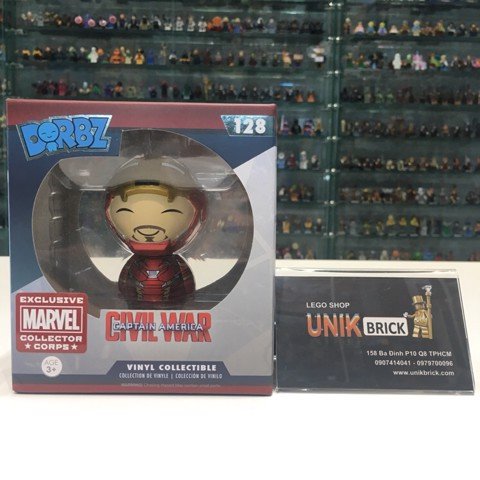 DORBZ
128
EXCLUSIVE
MARVEL
COLLECTOR
CORPS
AGE
3+
CAPTAIN AMERICA
CIVIL WAR
VINYL COLLECTIBLE
COLLECTION DE VINYLE | COLECCIÓN DE VINILO
LEGO SHOP
UNIK BRICK
158 Ba Đình P10 Q8 TPHCM
0907414041 - 0979700096
www.unikbrick.com